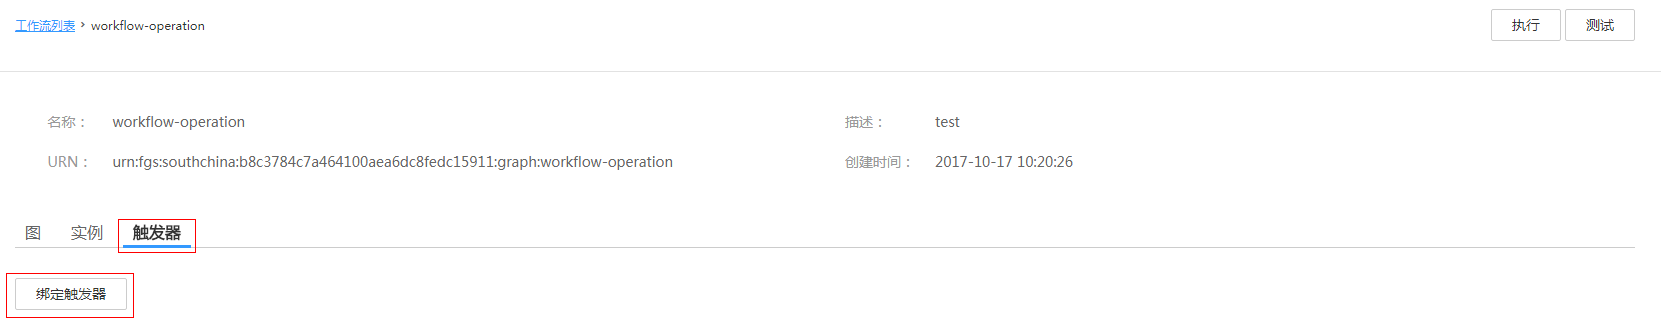 工作流列表 › workflow-operation
执行 测试
名称： workflow-operation 描述： test
URN： urn:fgs:southchina:b8c3784c7a464100aea6dc8fedc15911:graph:workflow-operation 创建时间： 2017-10-17 10:20:26
图 实例 触发器
绑定触发器